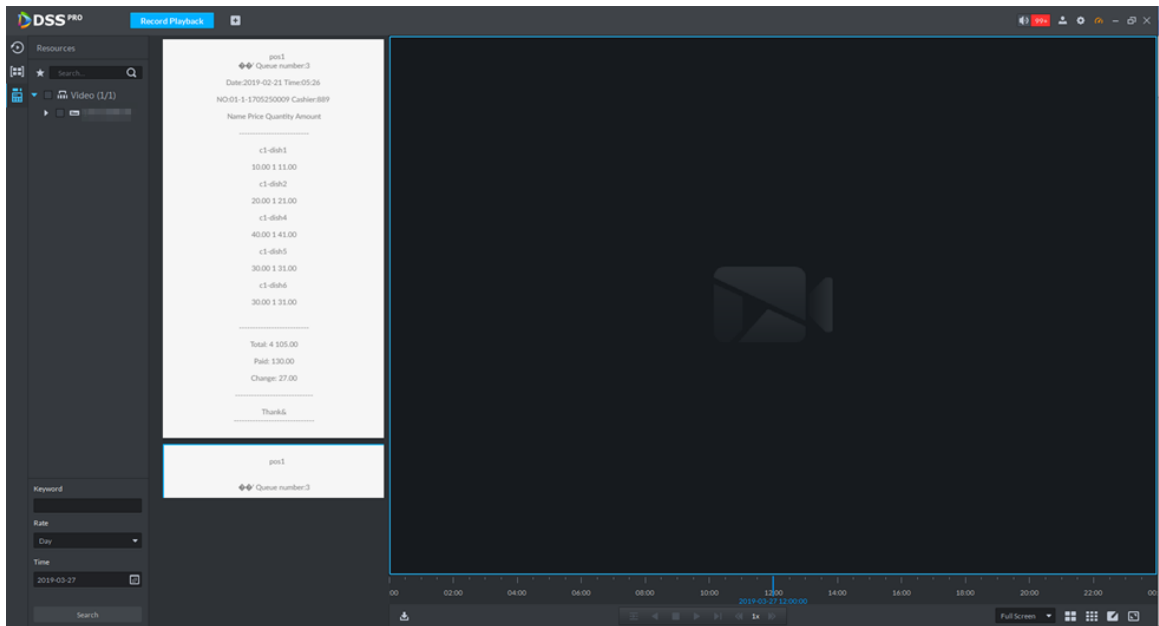 DSS PRO
Record Playback
99+
Resources
Search...
Video (1/1)
pos1
��' Queue number:3
Date:2019-02-21 Time:05:26
NO:01-1-1705250009 Cashier:889
Name Price Quantity Amount
--------------------------------
c1-dish1
10.00 1 11.00
c1-dish2
20.00 1 21.00
c1-dish4
40.00 1 41.00
c1-dish5
30.00 1 31.00
c1-dish6
30.00 1 31.00
--------------------------------
Total: 4 105.00
Paid: 130.00
Change: 27.00
------------------------------------
Thank&
------------------------------------
pos1
��' Queue number:3
Keyword
Rate
Day
Time
2019-03-27
Search
00 02:00 04:00 06:00 08:00 10:00 12:00 14:00 16:00 18:00 20:00 22:00 00:
2019-03-27 12:00:00
1x
Full Screen